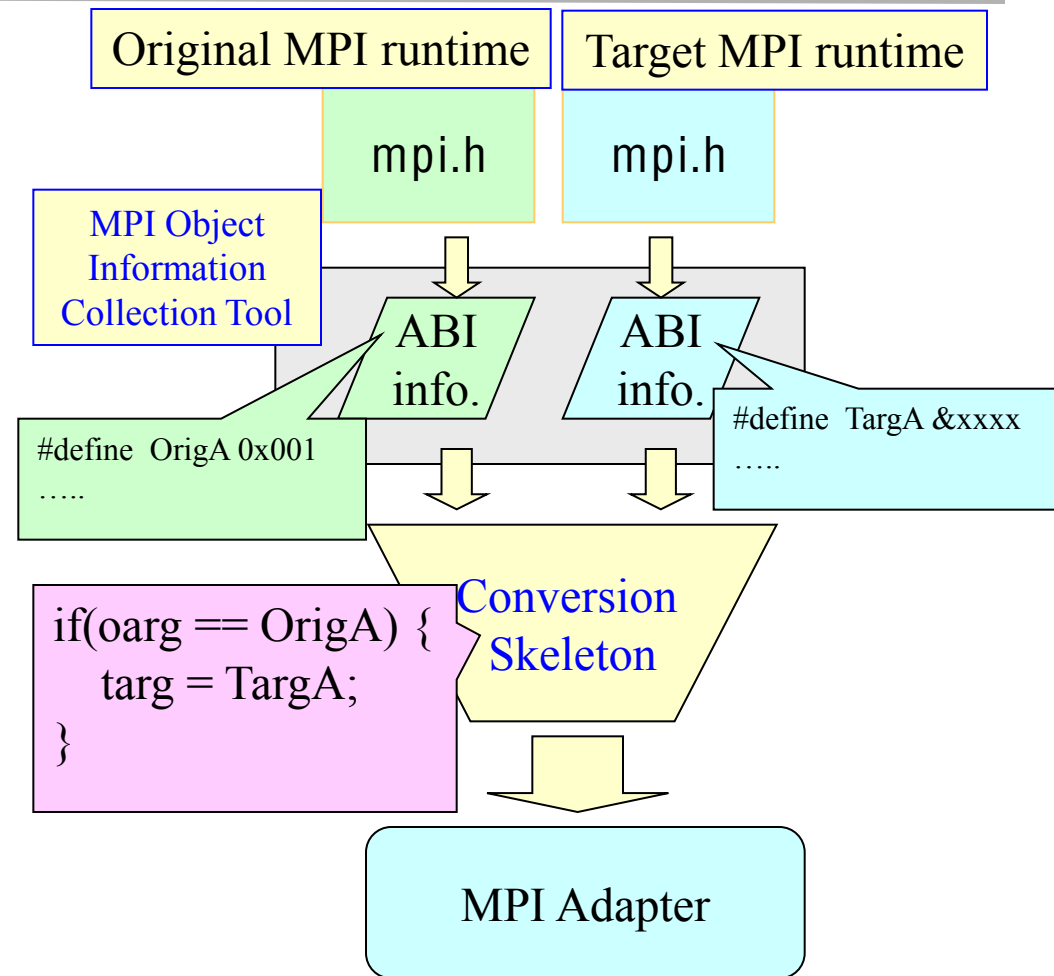 Original MPI runtime
Target MPI runtime
mpi.h
mpi.h
MPI Object
Information
Collection Tool
ABI
info.
ABI
info.
#define OrigA 0x001
…..
#define TargA &xxxx
…..
Conversion
Skeleton
if(oarg == OrigA) {
targ = TargA;
}
MPI Adapter